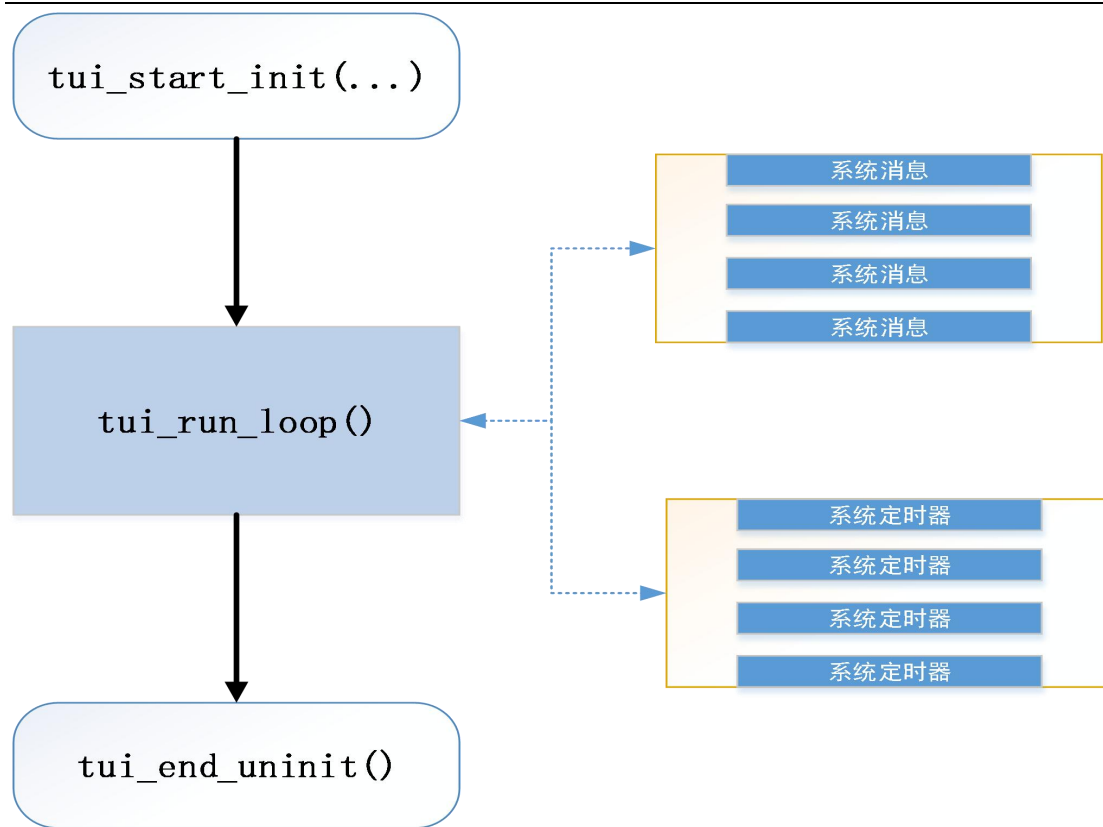 tui_start_init(...)
系统消息
系统消息
系统消息
系统消息
tui_run_loop()
系统定时器
系统定时器
系统定时器
系统定时器
tui_end_uninit()